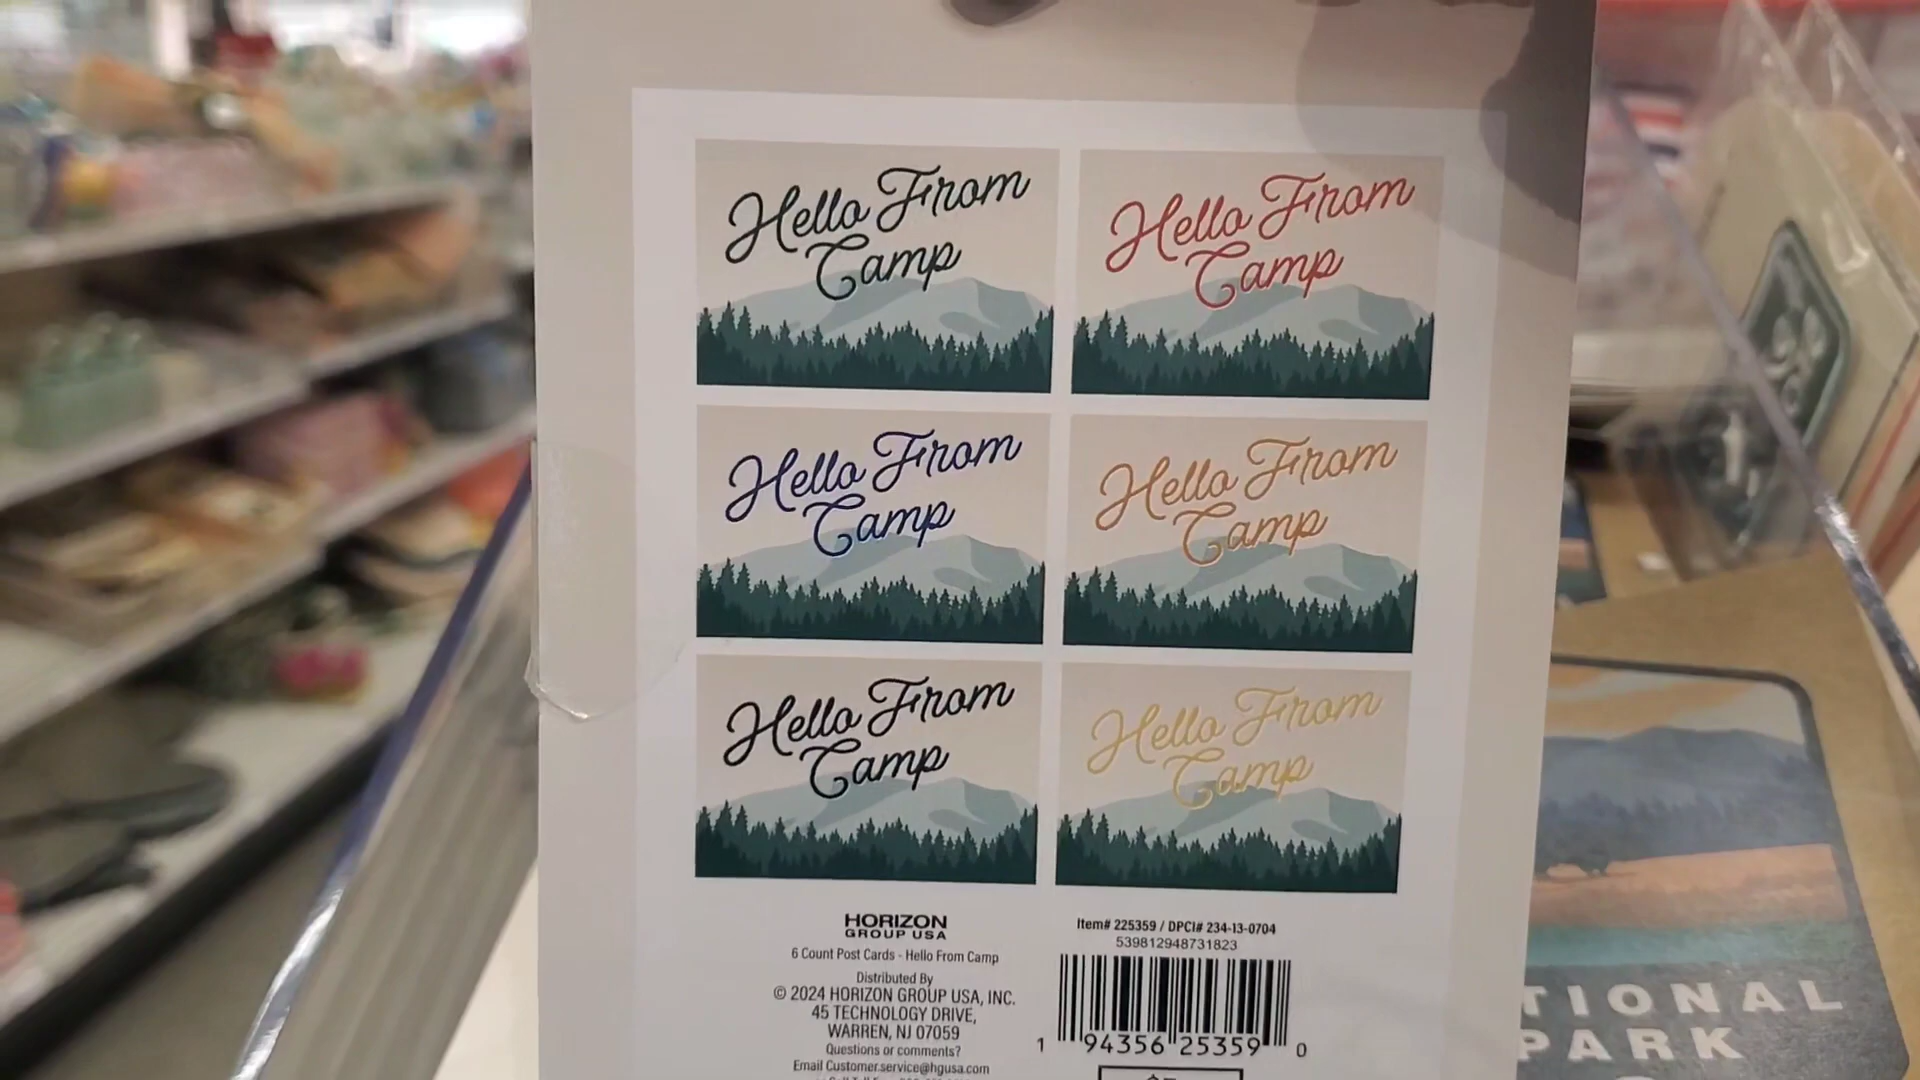 Hello From
Camp
Hello From
Camp
Hello From
Camp
Hello From
Camp
Hello From
Camp
Hello From
Camp
HORIZON
GROUP USA
6 Count Post Cards - Hello From Camp
Distributed By
© 2024 HORIZON GROUP USA, INC.
45 TECHNOLOGY DRIVE,
WARREN, NJ 07059
Questions or comments?
Email Customer.service@hgusa.com
Item# 225359 / DPCI# 234-13-0704
539812948731823
1 94356 25359 0
TIONAL
PARK